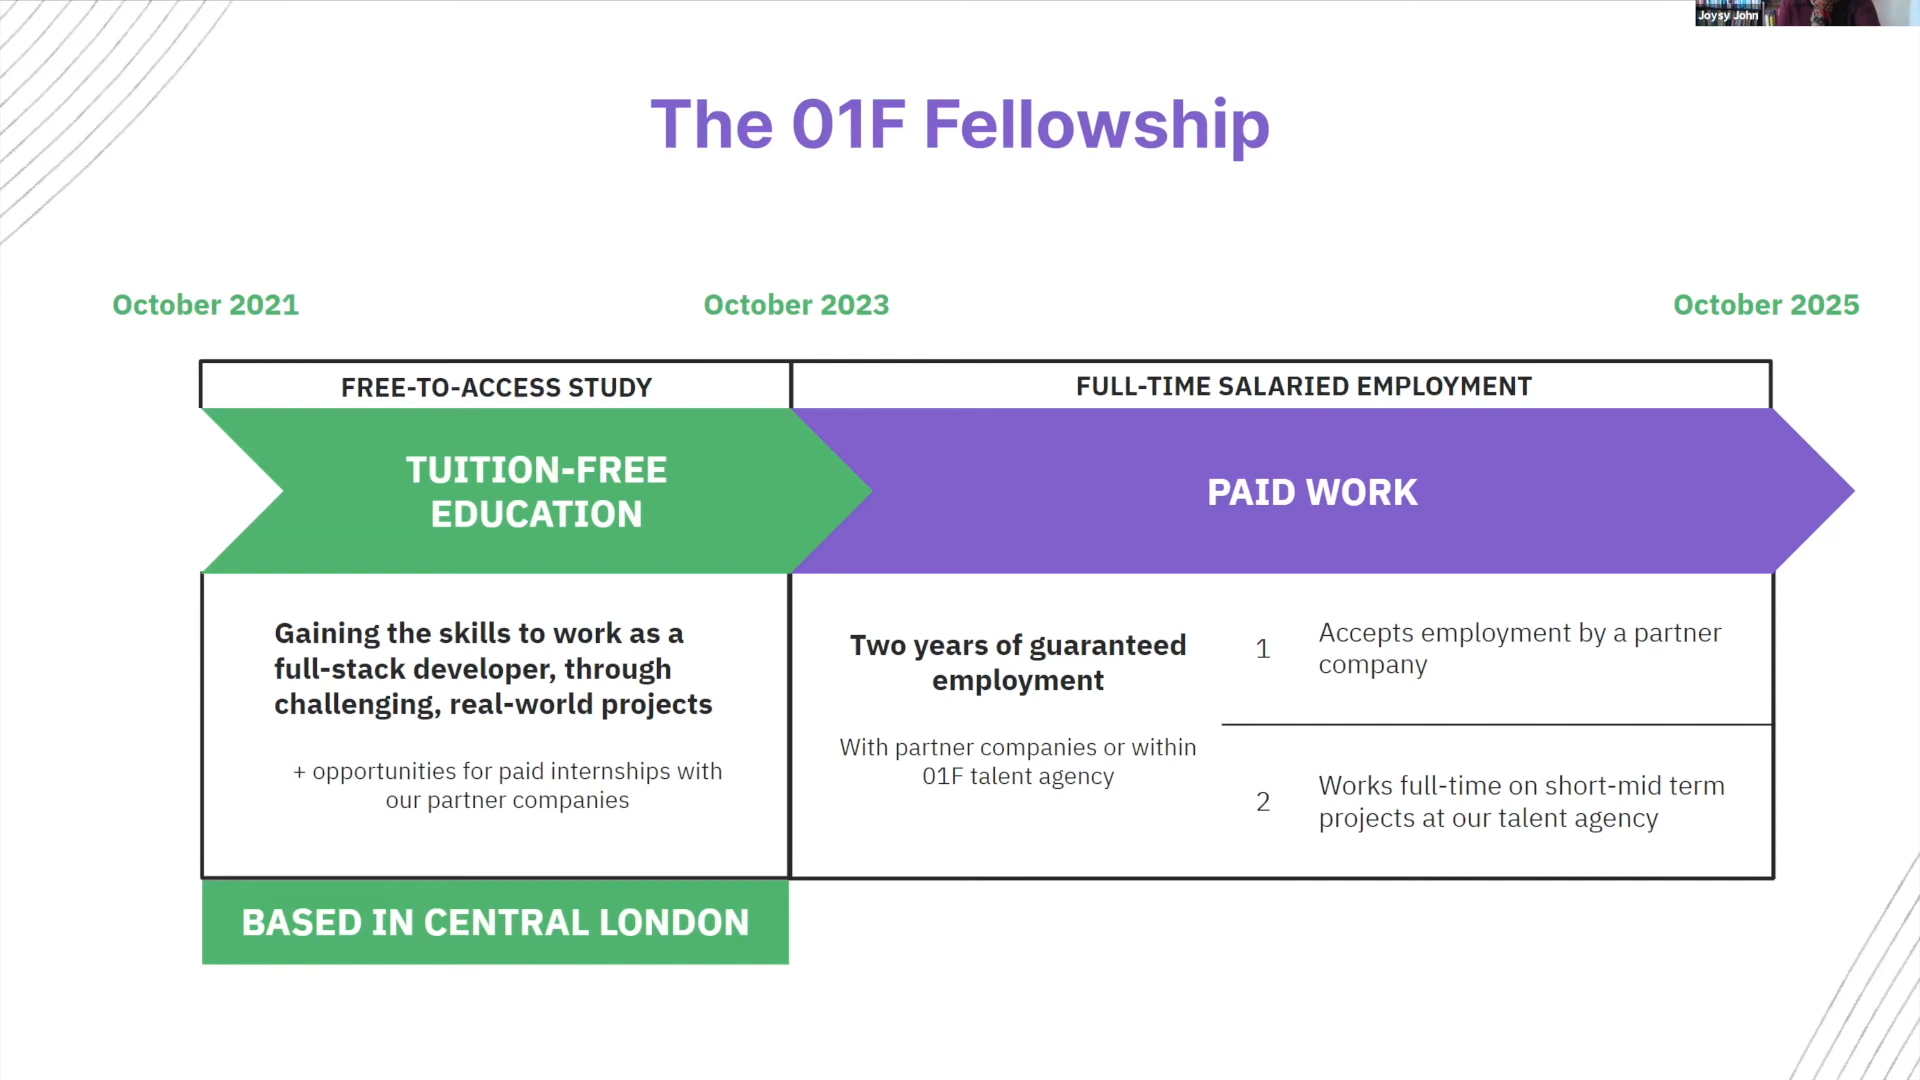 Joysy John
The 01F Fellowship
October 2021
October 2023
October 2025
FREE-TO-ACCESS STUDY
FULL-TIME SALARIED EMPLOYMENT
TUITION-FREE
EDUCATION
PAID WORK
Gaining the skills to work as a
full-stack developer, through
challenging, real-world projects
+ opportunities for paid internships with
our partner companies
Two years of guaranteed
employment
With partner companies or within
01F talent agency
1
Accepts employment by a partner
company
2
Works full-time on short-mid term
projects at our talent agency
BASED IN CENTRAL LONDON